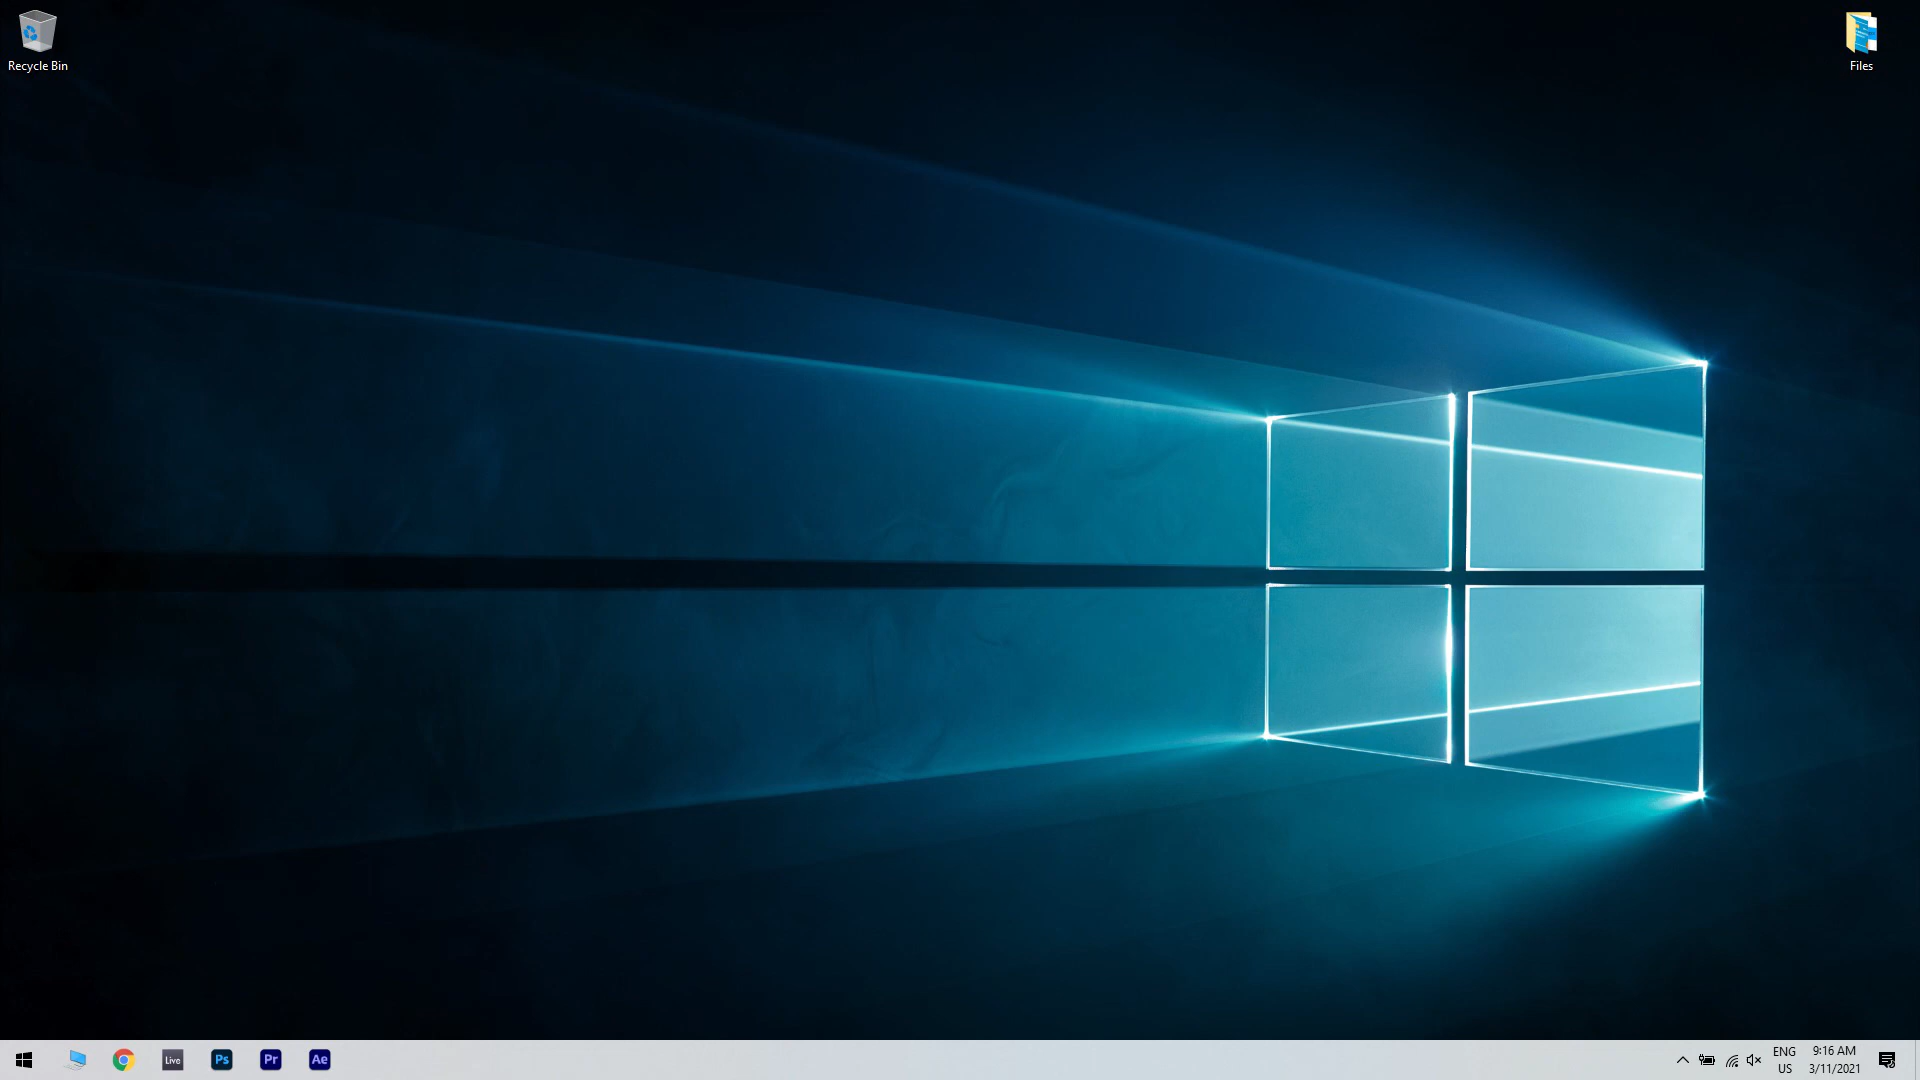 Recycle Bin
Files
Live
Ps
Pr
Ae
ENG
US
9:16 AM
3/11/2021